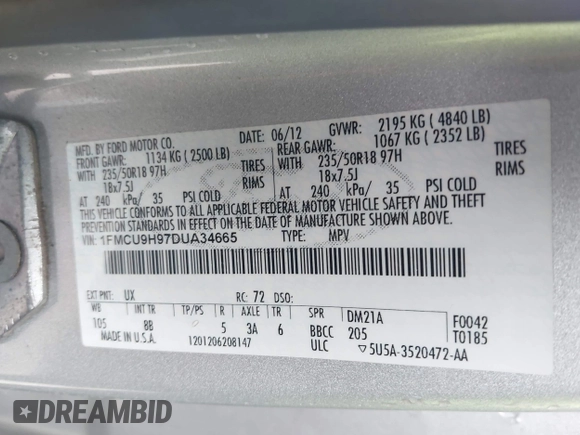 MFD. BY FORD MOTOR CO. DATE: 06/12 GVWR: 2195 KG ( 4840 LB)
FRONT GAWR: 1134 KG ( 2500 LB) REAR GAWR: 1067 KG ( 2352 LB)
WITH 235/50R18 97H TIRES WITH 235/50R18 97H TIRES
18x7.5J RIMS 18x7.5J RIMS
AT 240 kPa/ 35 PSI COLD AT 240 kPa/ 35 PSI COLD
THIS VEHICLE CONFORMS TO ALL APPLICABLE FEDERAL MOTOR VEHICLE SAFETY AND THEFT
PREVENTION STANDARDS IN EFFECT ON THE DATE OF MANUFACTURE SHOWN ABOVE.
VIN: 1FMCU9H97DUA34665 TYPE: MPV
EXT PNT: UX RC: 72 DSO:
WB INT TR TP/PS R AXLE TR SPR DM21A F0042
105 8B 5 3A 6 BBCC 205 T0185
MADE IN U.S.A. 1201206208147 ULC 5U5A-3520472-AA
DREAMBID